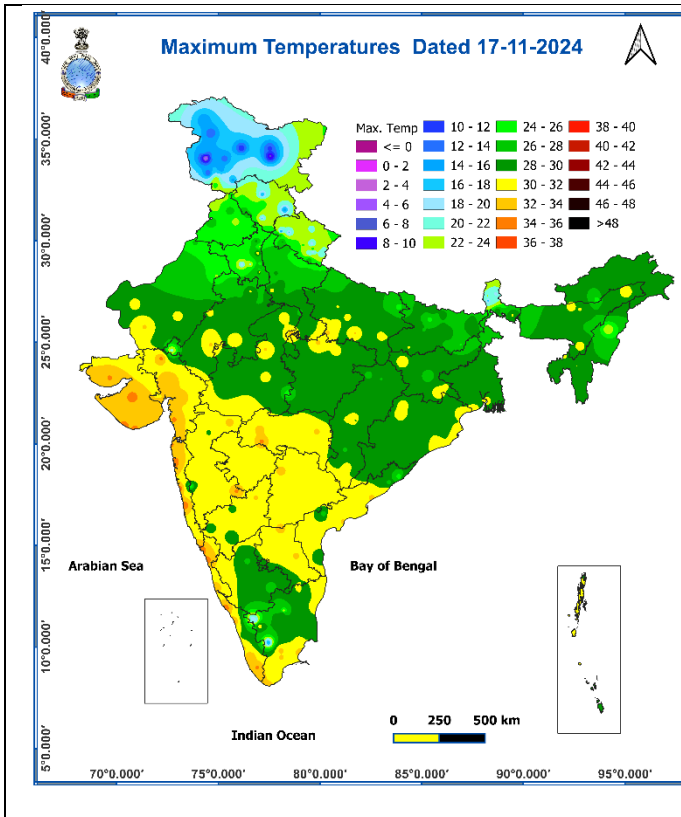 Maximum Temperatures Dated 17-11-2024
Max. Temp
<= 0
0 - 2
2 - 4
4 - 6
6 - 8
8 - 10
10 - 12
12 - 14
14 - 16
16 - 18
18 - 20
20 - 22
22 - 24
24 - 26
26 - 28
28 - 30
30 - 32
32 - 34
34 - 36
36 - 38
38 - 40
40 - 42
42 - 44
44 - 46
46 - 48
>48
40°0.000'
35°0.000'
30°0.000'
25°0.000'
20°0.000'
15°0.000'
10°0.000'
5°0.000'
Arabian Sea
Bay of Bengal
Indian Ocean
0 250 500 km
70°0.000' 75°0.000' 80°0.000' 85°0.000' 90°0.000' 95°0.000'